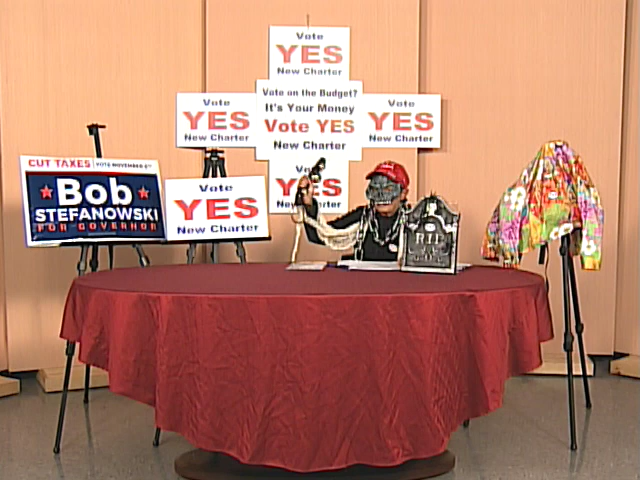 Vote
YES
New Charter
Vote on the Budget?
It's Your Money
Vote YES
New Charter
Vote
YES
New Charter
Vote
YES
New Charter
Vote
YES
CUT TAXES VOTE NOVEMBER 6TH
Bob
STEFANOWSKI
FOR GOVERNOR
Vote
YES
New Charter
RIP